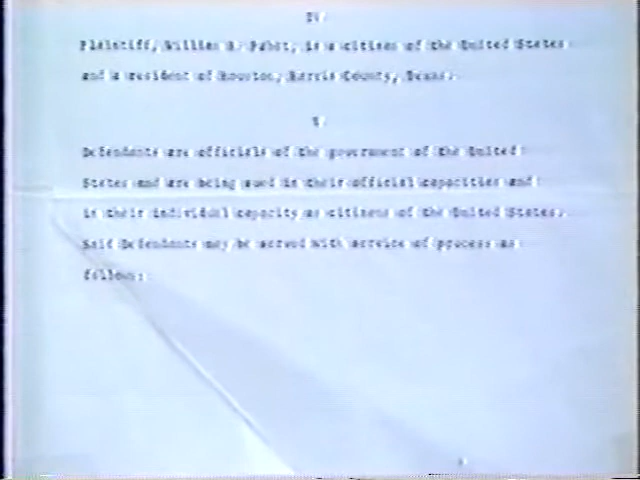 IV
Plaintiff, William R. Pabst, is a citizen of the United States
and a resident of Houston, Harris County, Texas.
V
Defendants are officials of the government of the United
States and are being sued in their official capacities and
in their individual capacity as citizens of the United States.
Said Defendants may be served with service of process as
follows: